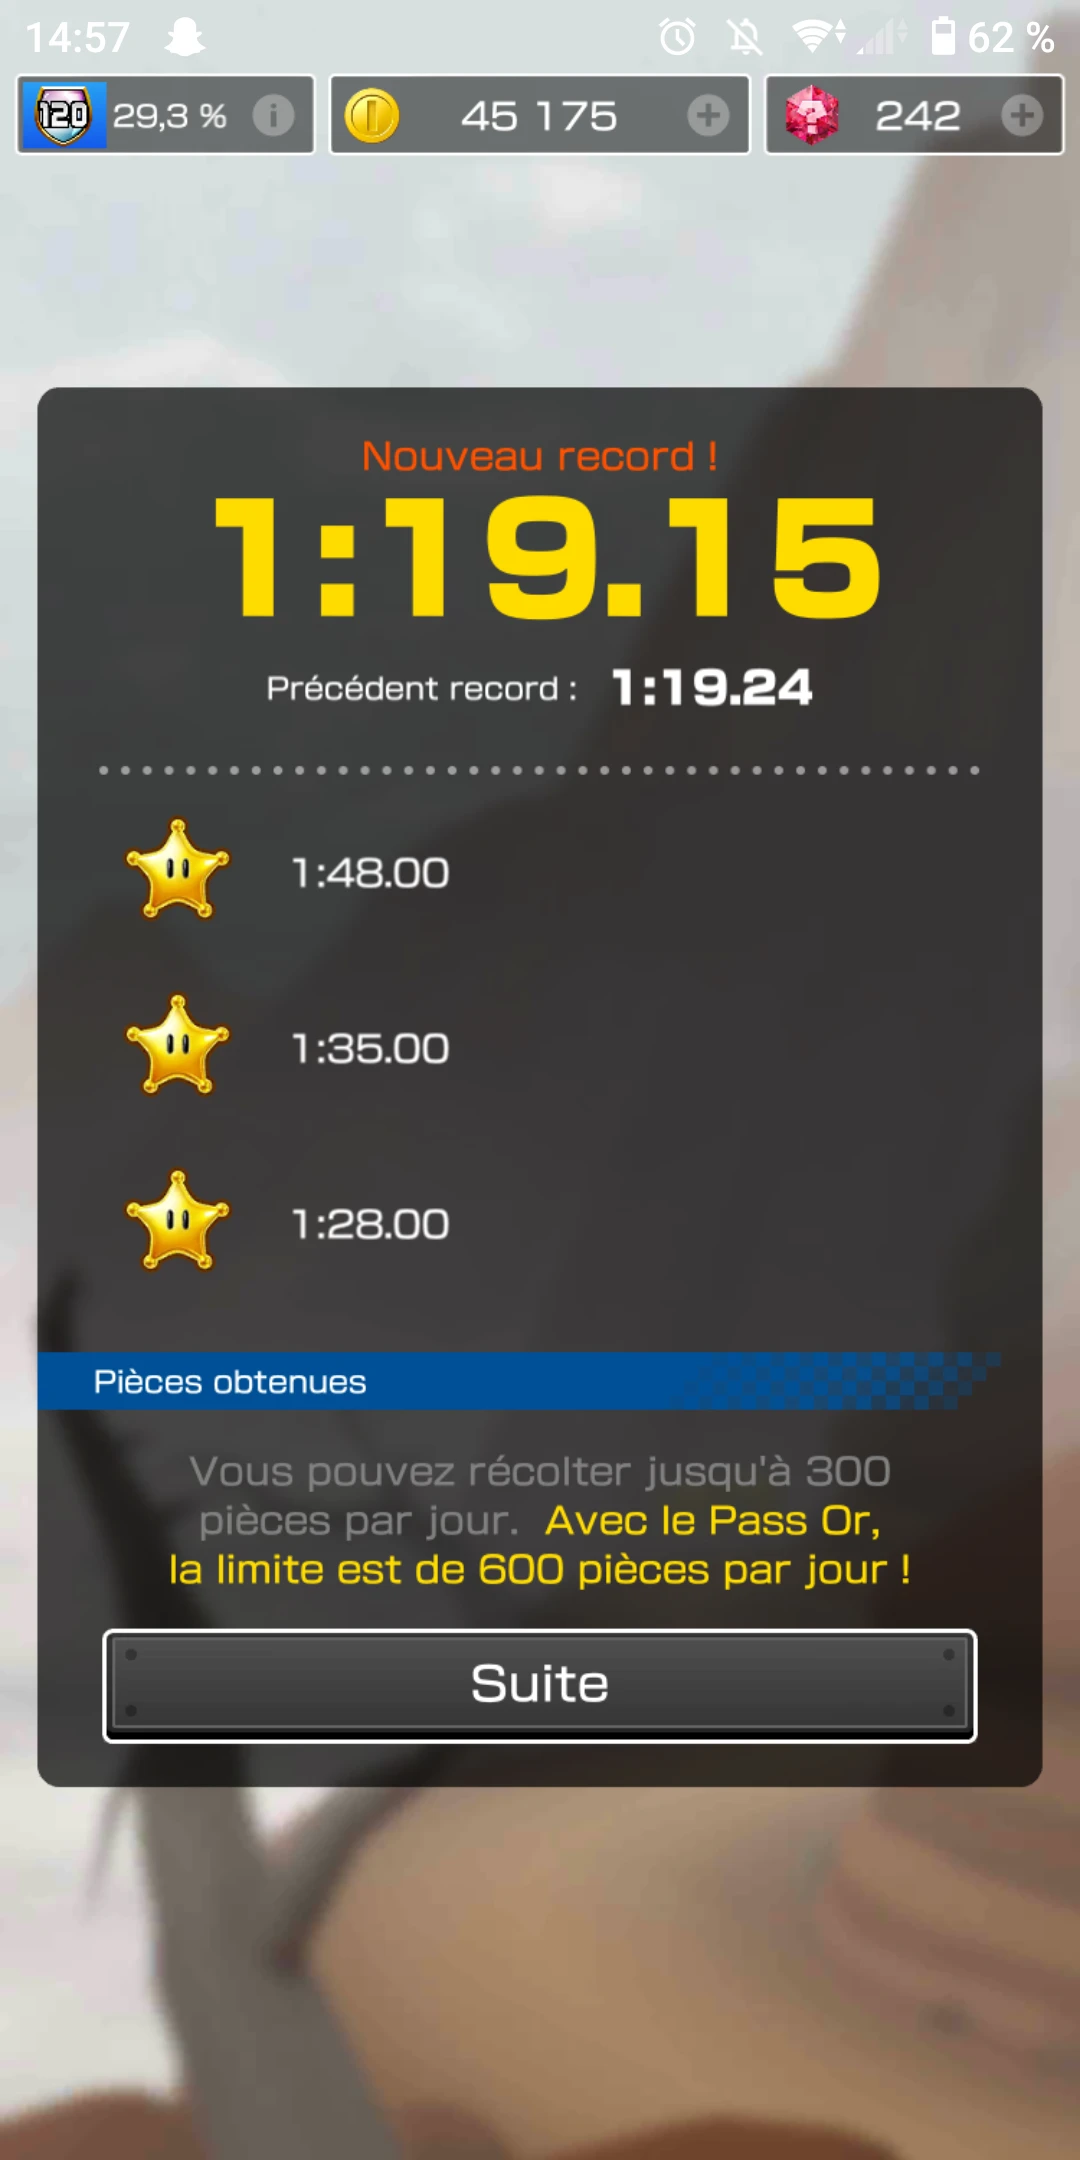 14:57 62 %
120 29,3 % i 45 175 + 242 +
Nouveau record !
1:19.15
Précédent record : 1:19.24
1:48.00
1:35.00
1:28.00
Pièces obtenues
Vous pouvez récolter jusqu'à 300
pièces par jour. Avec le Pass Or,
la limite est de 600 pièces par jour !
Suite